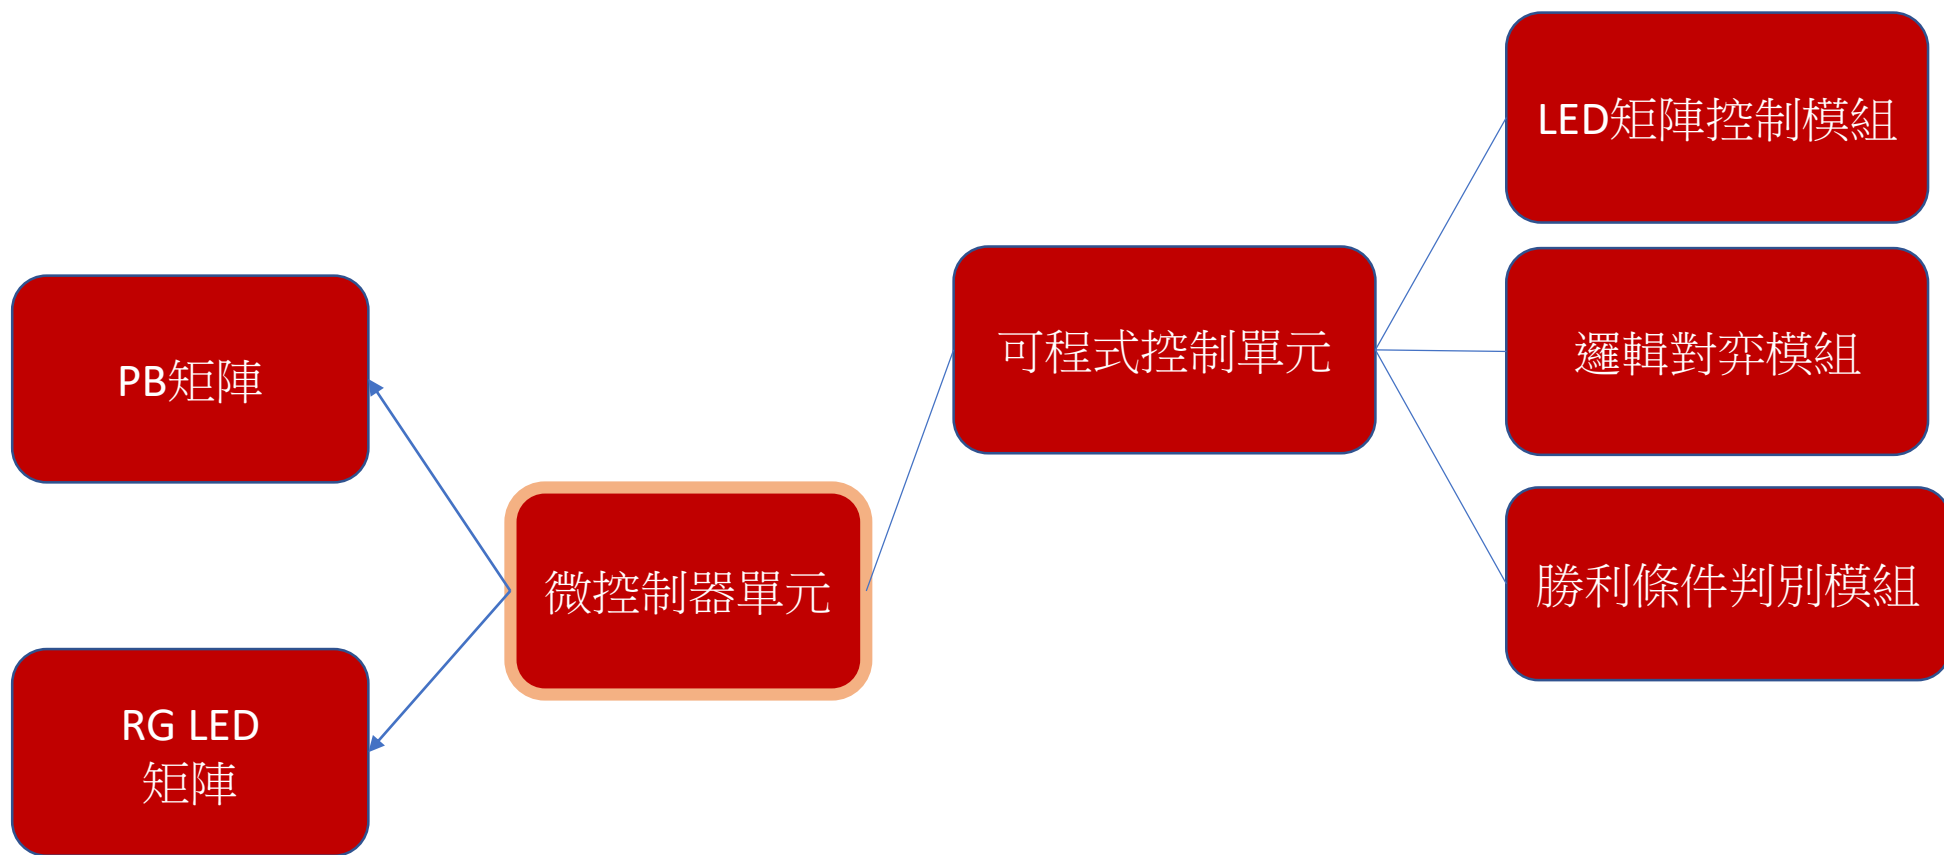 LED矩陣控制模組
可程式控制單元
邏輯對弈模組
PB矩陣
微控制器單元
勝利條件判別模組
RG LED
矩陣